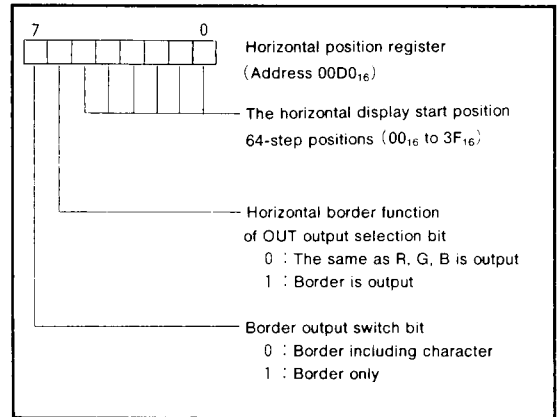 7 0
Horizontal position register
(Address 00D0₁₆)
The horizontal display start position
64-step positions (00₁₆ to 3F₁₆)
Horizontal border function
of OUT output selection bit
0 : The same as R, G, B is output
1 : Border is output
Border output switch bit
0 : Border including character
1 : Border only